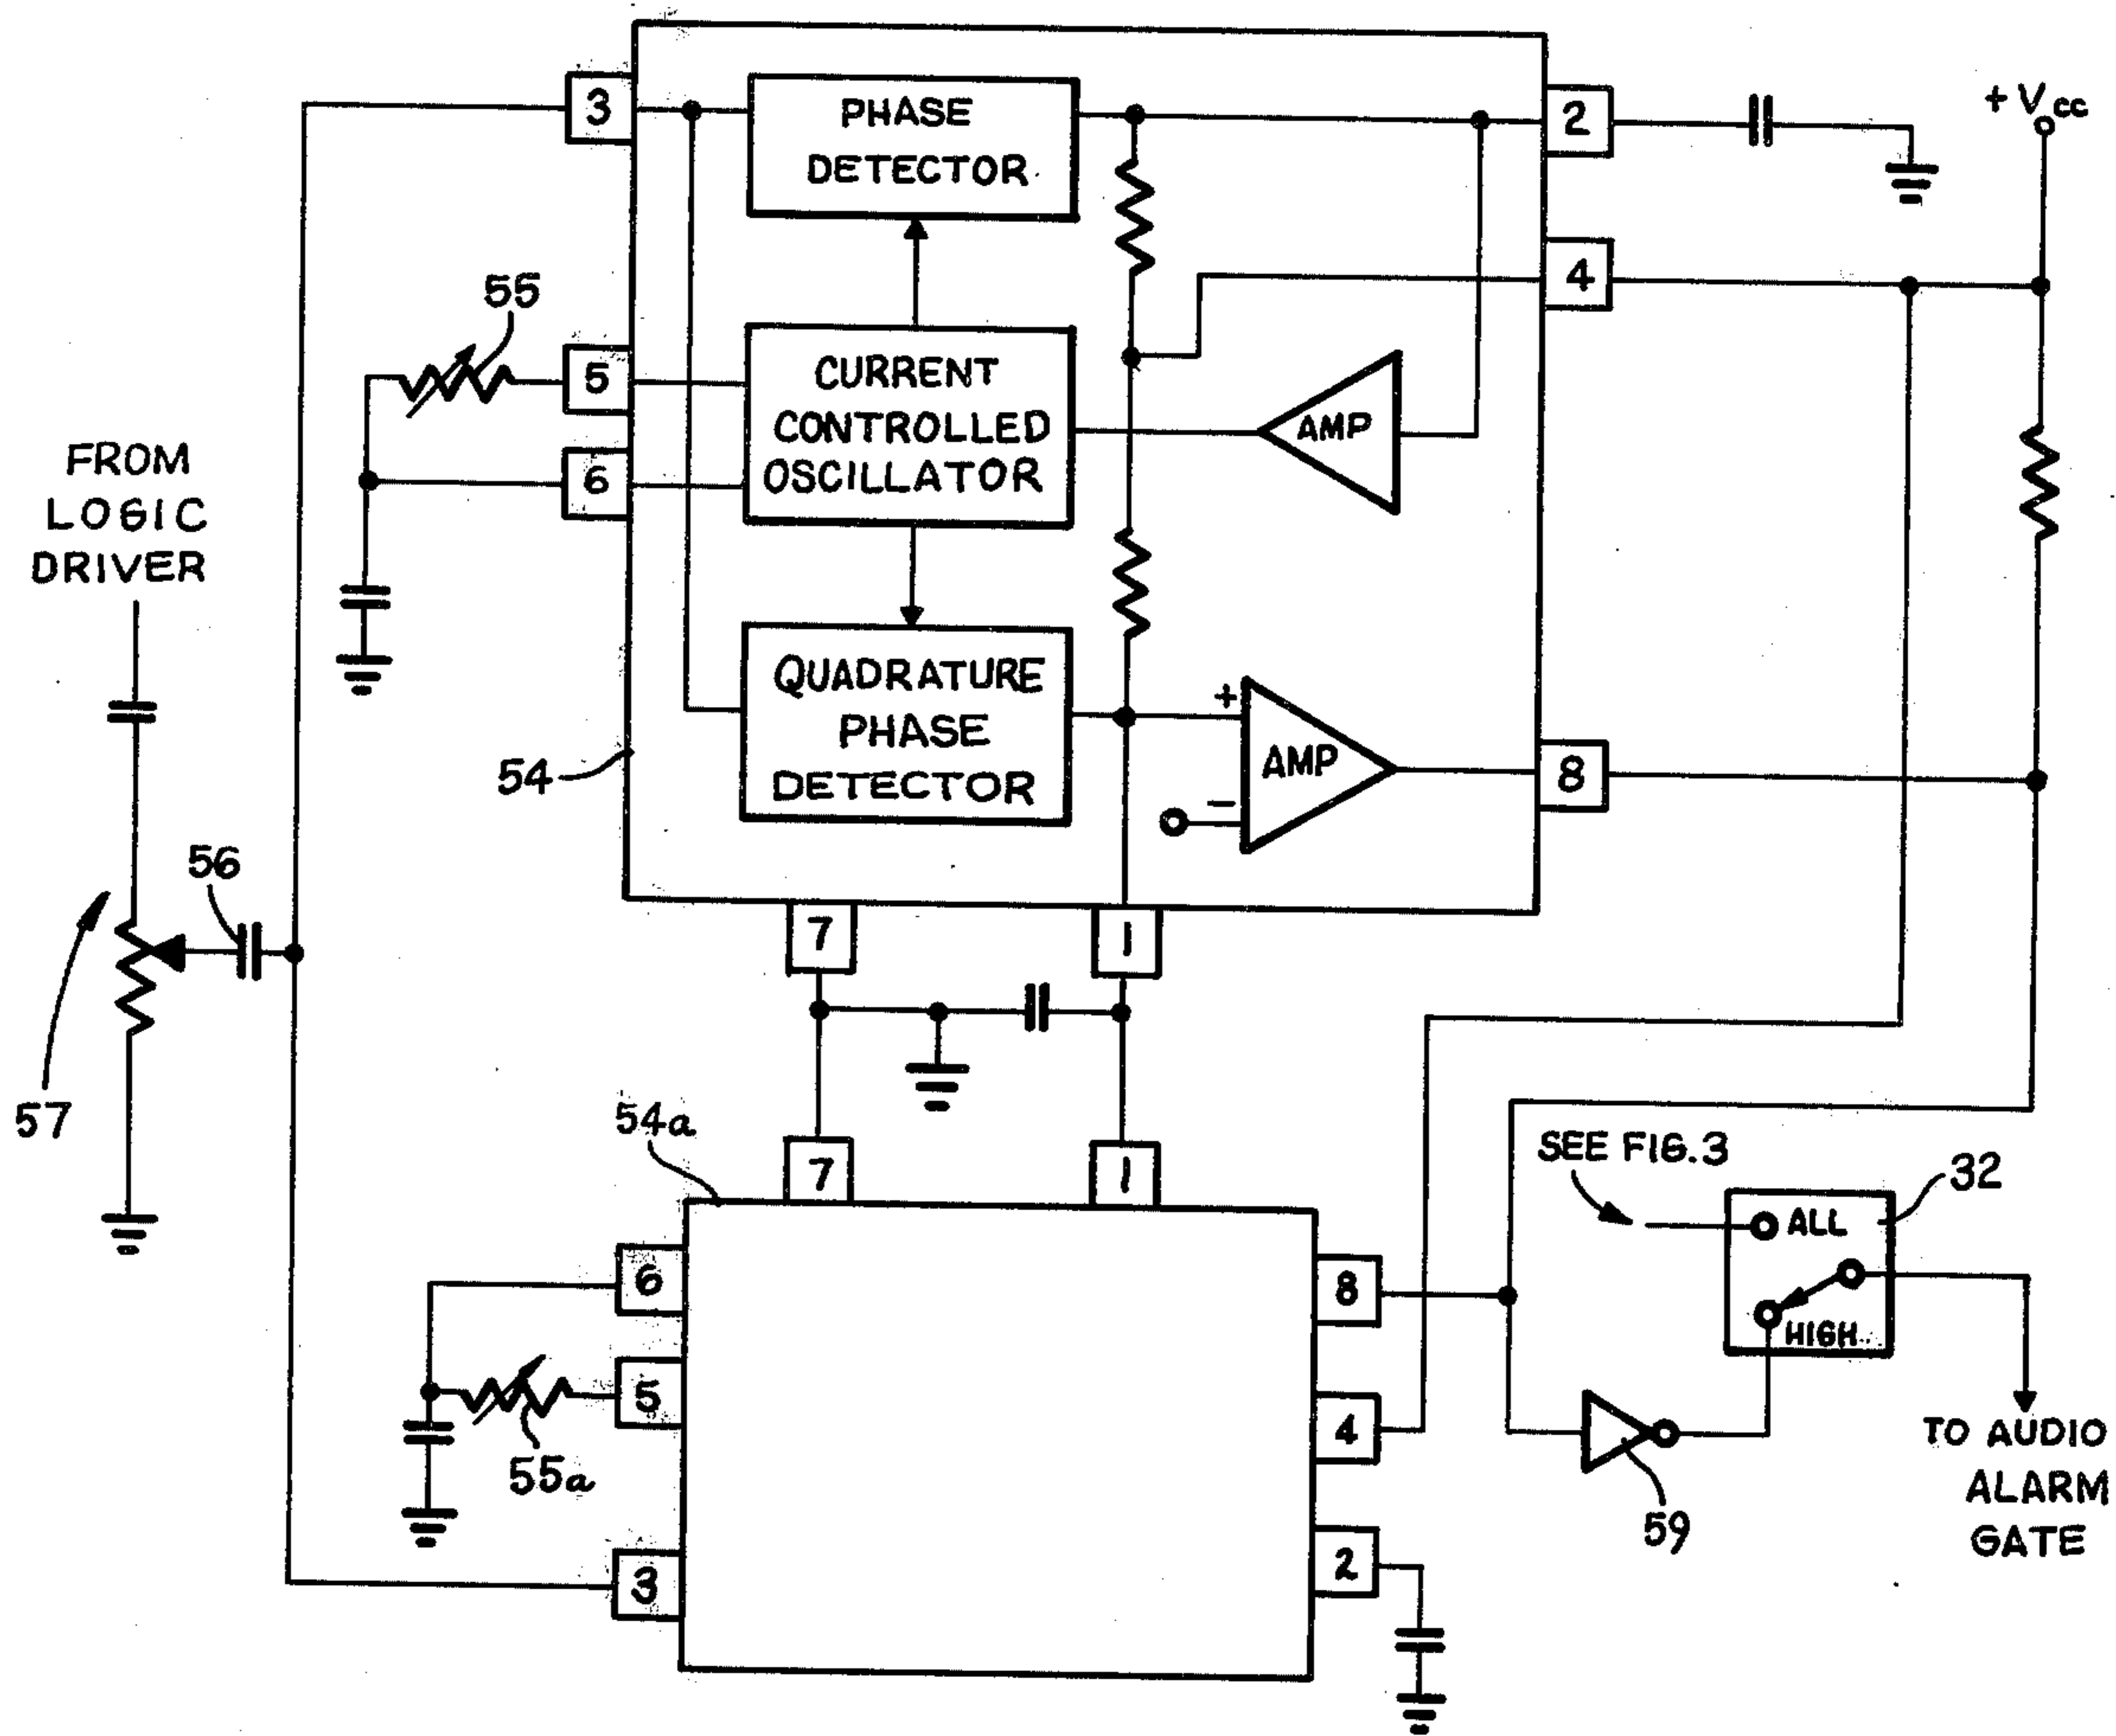 3
PHASE
DETECTOR
2
+ Vcc
4
55
5
CURRENT
CONTROLLED
OSCILLATOR
AMP
6
FROM
LOGIC
DRIVER
QUADRATURE
PHASE
DETECTOR
+
AMP
−
8
54
56
7
1
57
54a
7
1
SEE FIG.3
32
ALL
HIGH
6
8
5
4
55a
59
TO AUDIO
ALARM
GATE
3
2